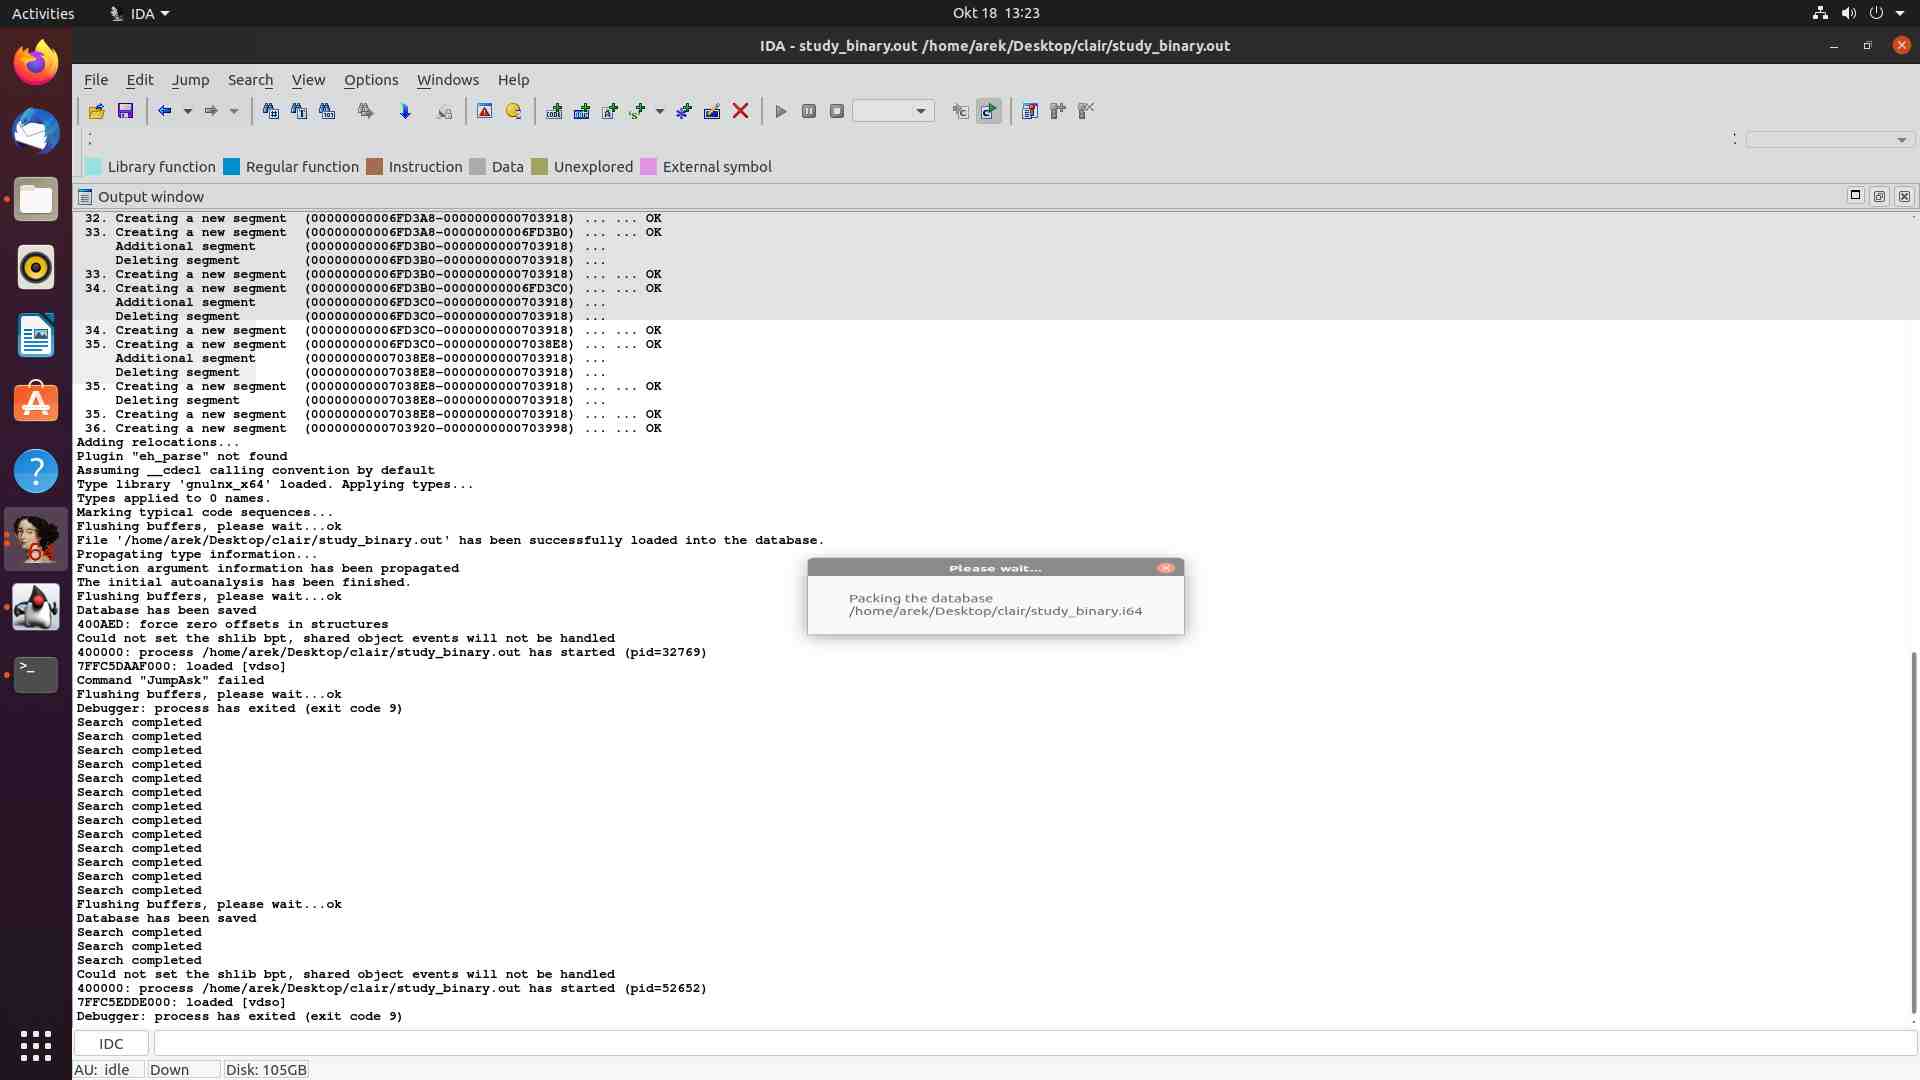 Activities
IDA
Okt 18 13:23
IDA - study_binary.out /home/arek/Desktop/clair/study_binary.out
File Edit Jump Search View Options Windows Help
Library function Regular function Instruction Data Unexplored External symbol
Output window
32. Creating a new segment (00000000006FD3A8-0000000000703918) ... ... OK
33. Creating a new segment (00000000006FD3A8-00000000006FD3B0) ... ... OK
Additional segment (00000000006FD3B0-0000000000703918) ...
Deleting segment (00000000006FD3B0-0000000000703918) ...
33. Creating a new segment (00000000006FD3B0-0000000000703918) ... ... OK
34. Creating a new segment (00000000006FD3B0-00000000006FD3C0) ... ... OK
Additional segment (00000000006FD3C0-0000000000703918) ...
Deleting segment (00000000006FD3C0-0000000000703918) ...
34. Creating a new segment (00000000006FD3C0-0000000000703918) ... ... OK
35. Creating a new segment (00000000006FD3C0-00000000007038E8) ... ... OK
Additional segment (00000000007038E8-0000000000703918) ...
Deleting segment (00000000007038E8-0000000000703918) ...
35. Creating a new segment (00000000007038E8-0000000000703918) ... ... OK
Deleting segment (00000000007038E8-0000000000703918) ...
35. Creating a new segment (00000000007038E8-0000000000703918) ... ... OK
36. Creating a new segment (0000000000703920-0000000000703998) ... ... OK
Adding relocations...
Plugin "eh_parse" not found
Assuming __cdecl calling convention by default
Type library 'gnulnx_x64' loaded. Applying types...
Types applied to 0 names.
Marking typical code sequences...
Flushing buffers, please wait...ok
File '/home/arek/Desktop/clair/study_binary.out' has been successfully loaded into the database.
Propagating type information...
Function argument information has been propagated
The initial autoanalysis has been finished.
Flushing buffers, please wait...ok
Database has been saved
400AED: force zero offsets in structures
Could not set the shlib bpt, shared object events will not be handled
400000: process /home/arek/Desktop/clair/study_binary.out has started (pid=32769)
7FFC5DAAF000: loaded [vdso]
Command "JumpAsk" failed
Flushing buffers, please wait...ok
Debugger: process has exited (exit code 9)
Search completed
Search completed
Search completed
Search completed
Search completed
Search completed
Search completed
Search completed
Search completed
Search completed
Search completed
Search completed
Search completed
Flushing buffers, please wait...ok
Database has been saved
Search completed
Search completed
Search completed
Could not set the shlib bpt, shared object events will not be handled
400000: process /home/arek/Desktop/clair/study_binary.out has started (pid=52652)
7FFC5EDDE000: loaded [vdso]
Debugger: process has exited (exit code 9)
Please wait...
Packing the database
/home/arek/Desktop/clair/study_binary.i64
64
IDC
AU: idle Down Disk: 105GB